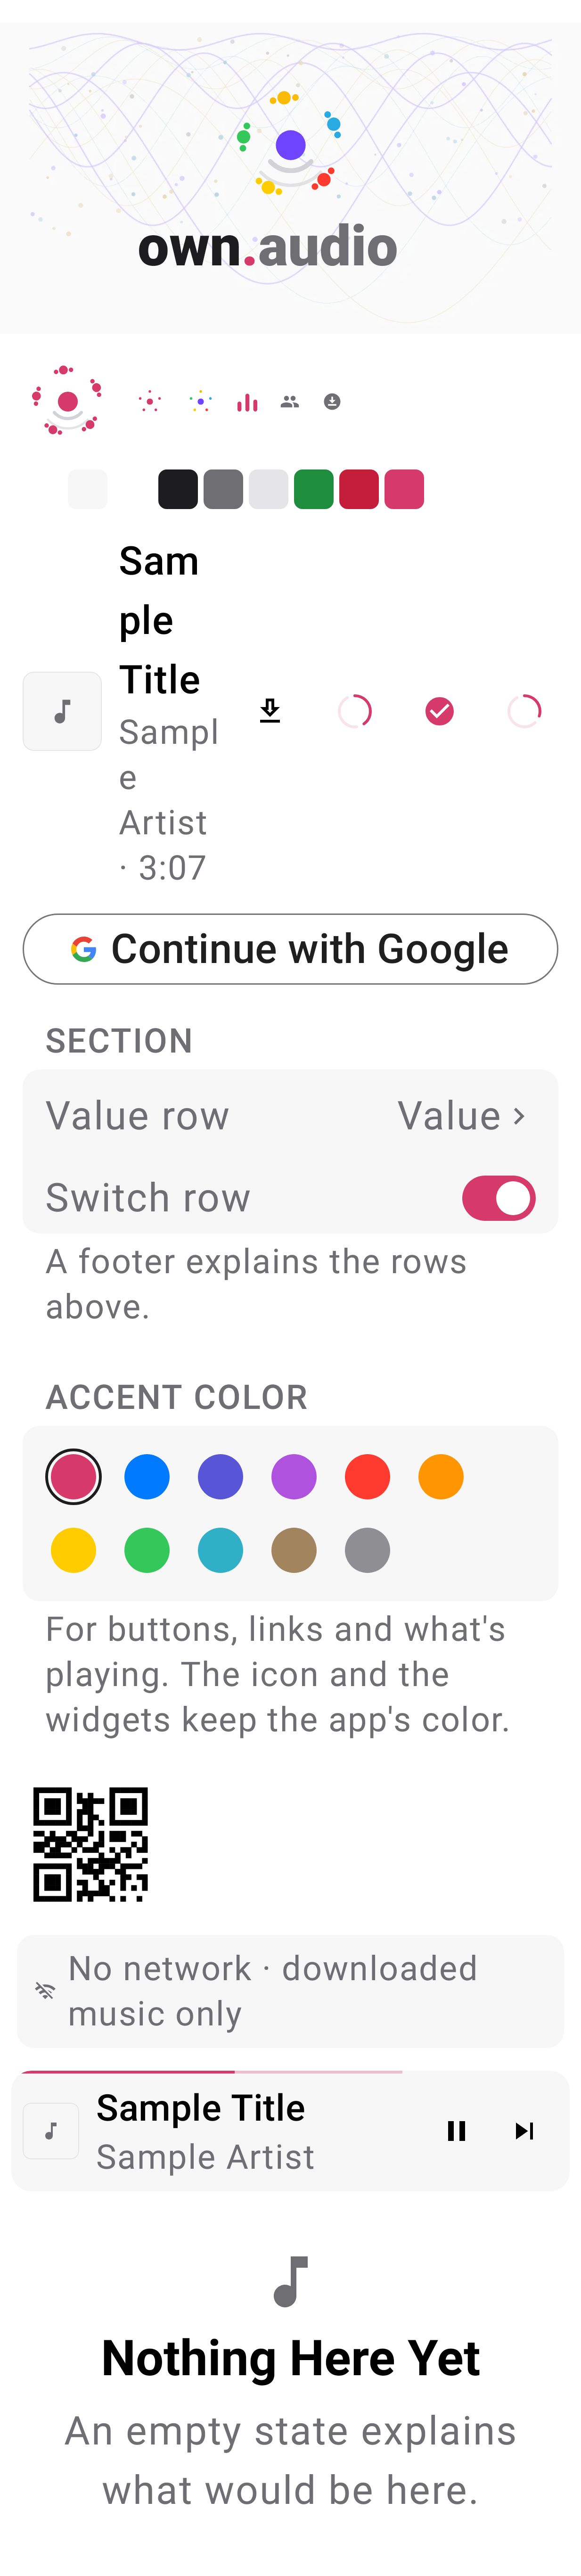 own.audio
Sam
ple
Title
Sampl
e
Artist
· 3:07
Continue with Google
SECTION
Value row Value
Switch row
A footer explains the rows
above.
ACCENT COLOR
For buttons, links and what's
playing. The icon and the
widgets keep the app's color.
No network · downloaded
music only
Sample Title
Sample Artist
Nothing Here Yet
An empty state explains
what would be here.